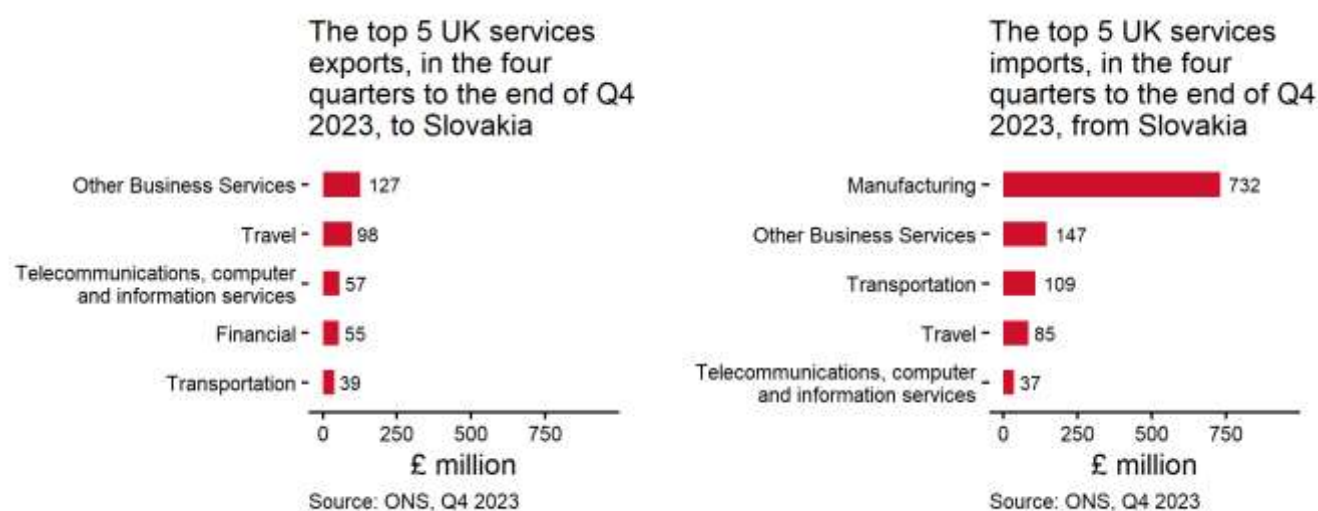 The top 5 UK services
exports, in the four
quarters to the end of Q4
2023, to Slovakia
Other Business Services
127
Travel
98
Telecommunications, computer
and information services
57
Financial
55
Transportation
39
0 250 500 750
£ million
Source: ONS, Q4 2023
The top 5 UK services
imports, in the four
quarters to the end of Q4
2023, from Slovakia
Manufacturing
732
Other Business Services
147
Transportation
109
Travel
85
Telecommunications, computer
and information services
37
0 250 500 750
£ million
Source: ONS, Q4 2023